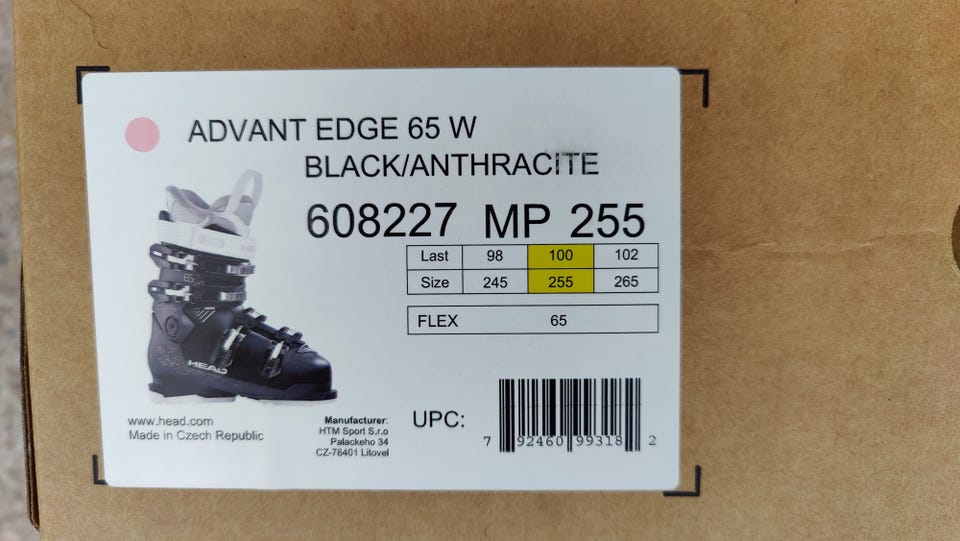 ADVANT EDGE 65 W
BLACK/ANTHRACITE
608227 MP 255
Last 98 100 102
Size 245 255 265
FLEX 65
65
HEAD
www.head.com
Made in Czech Republic
Manufacturer:
HTM Sport S.r.o
Palackeho 34
CZ-78401 Litovel
UPC:
7 92460 99318 2